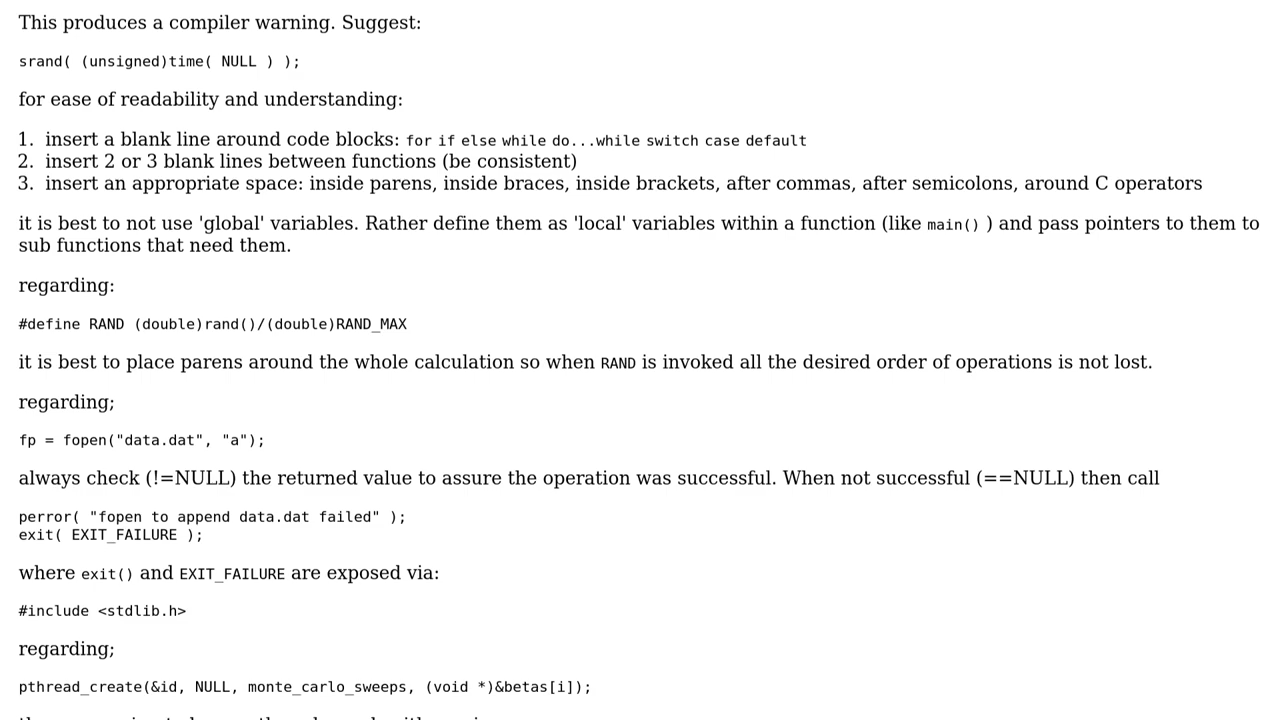 This produces a compiler warning. Suggest:
srand( (unsigned)time( NULL ) );
for ease of readability and understanding:
1. insert a blank line around code blocks: for if else while do...while switch case default
2. insert 2 or 3 blank lines between functions (be consistent)
3. insert an appropriate space: inside parens, inside braces, inside brackets, after commas, after semicolons, around C operators
it is best to not use 'global' variables. Rather define them as 'local' variables within a function (like main() ) and pass pointers to them to
sub functions that need them.
regarding:
#define RAND (double)rand()/(double)RAND_MAX
it is best to place parens around the whole calculation so when RAND is invoked all the desired order of operations is not lost.
regarding;
fp = fopen("data.dat", "a");
always check (!=NULL) the returned value to assure the operation was successful. When not successful (==NULL) then call
perror( "fopen to append data.dat failed" );
exit( EXIT_FAILURE );
where exit() and EXIT_FAILURE are exposed via:
#include <stdlib.h>
regarding;
pthread_create(&id, NULL, monte_carlo_sweeps, (void *)&betas[i]);